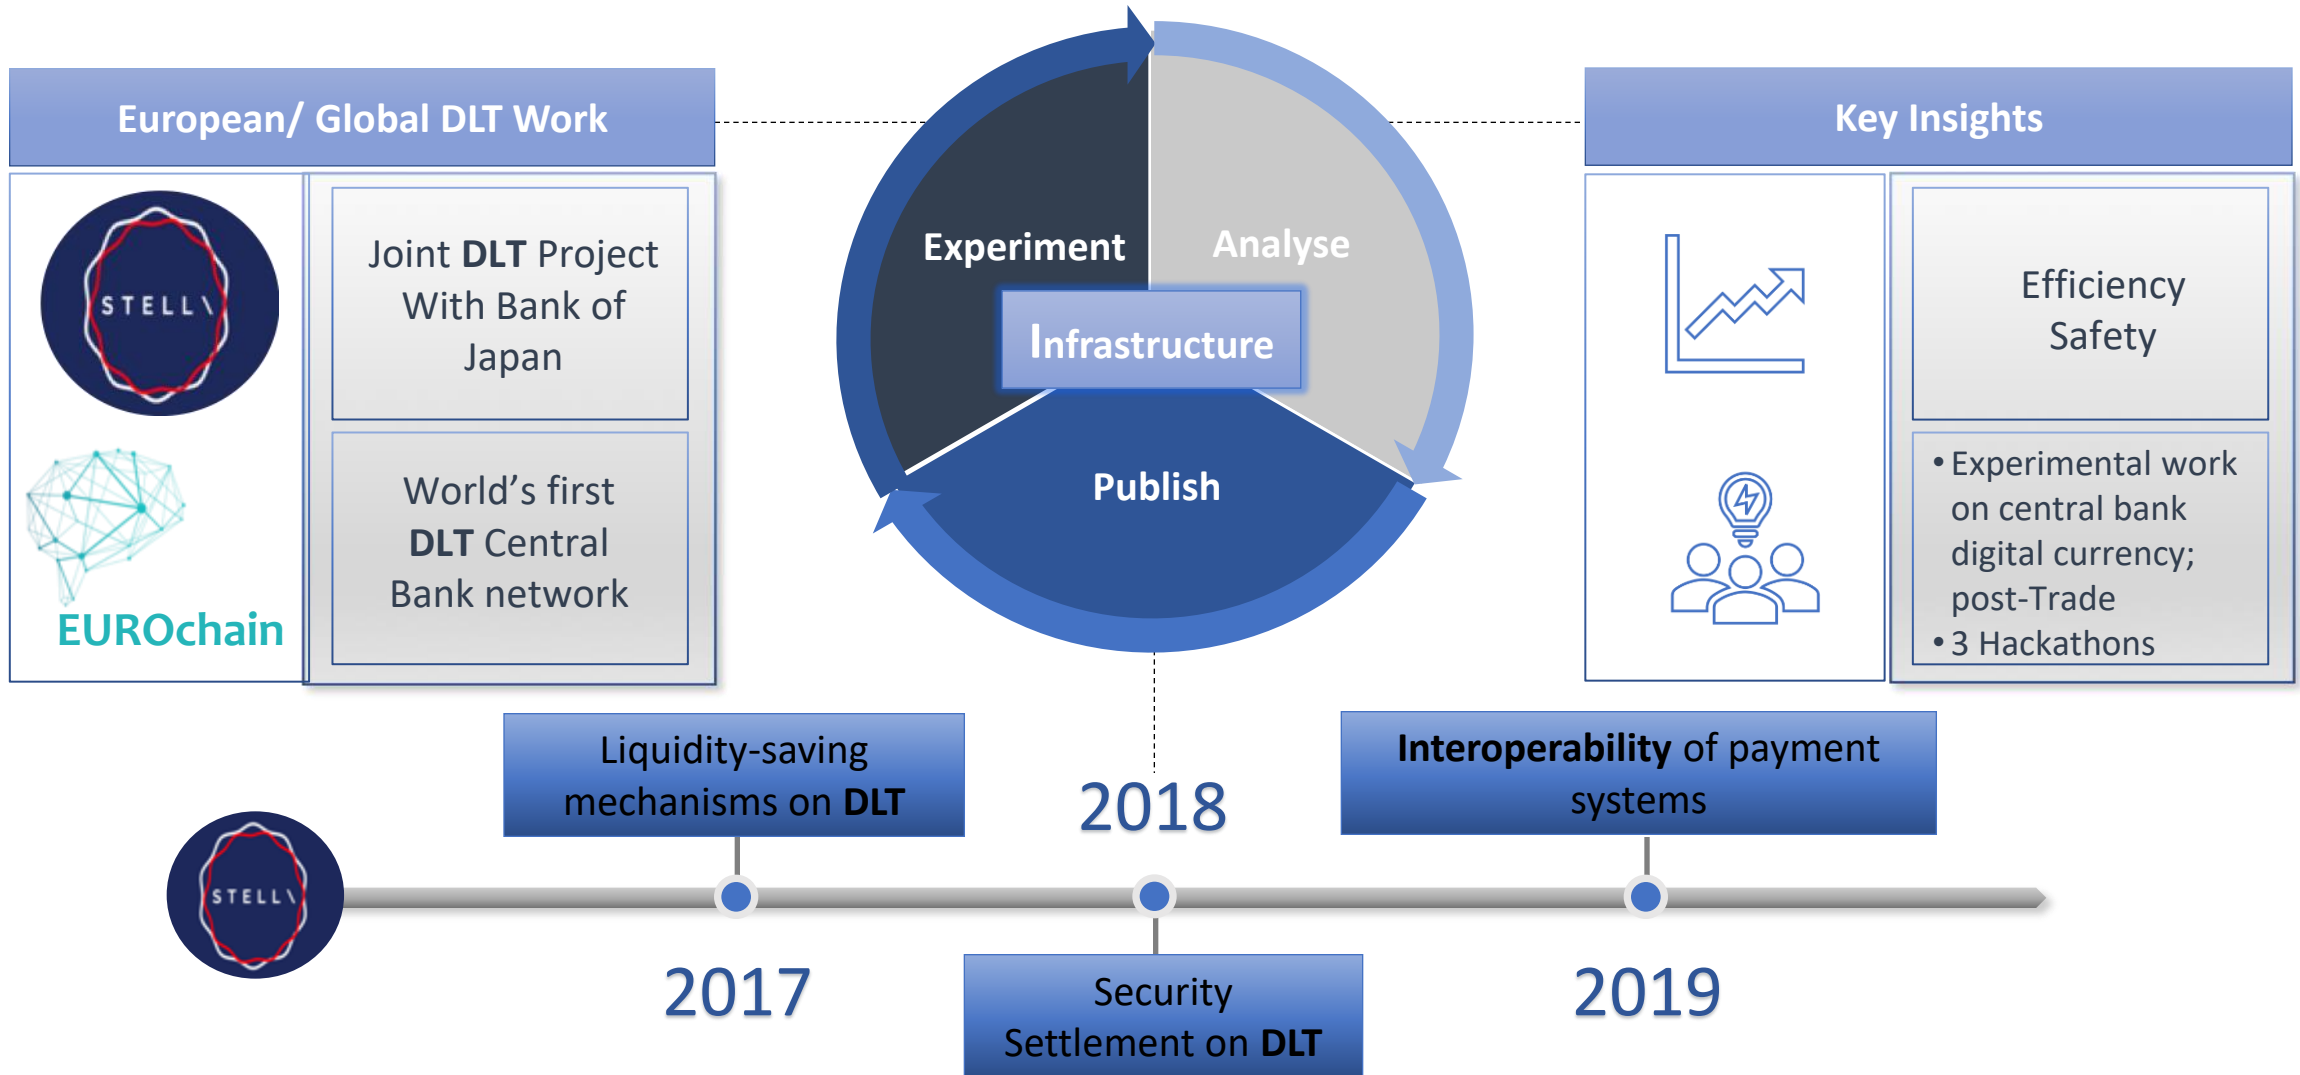 European/ Global DLT Work
STELL\
Joint DLT Project
With Bank of
Japan
EUROchain
World's first
DLT Central
Bank network
Experiment
Analyse
Infrastructure
Publish
Key Insights
Efficiency
Safety
• Experimental work
on central bank
digital currency;
post-Trade
• 3 Hackathons
Liquidity-saving
mechanisms on DLT
2018
Interoperability of payment
systems
STELL\
2017
Security
Settlement on DLT
2019